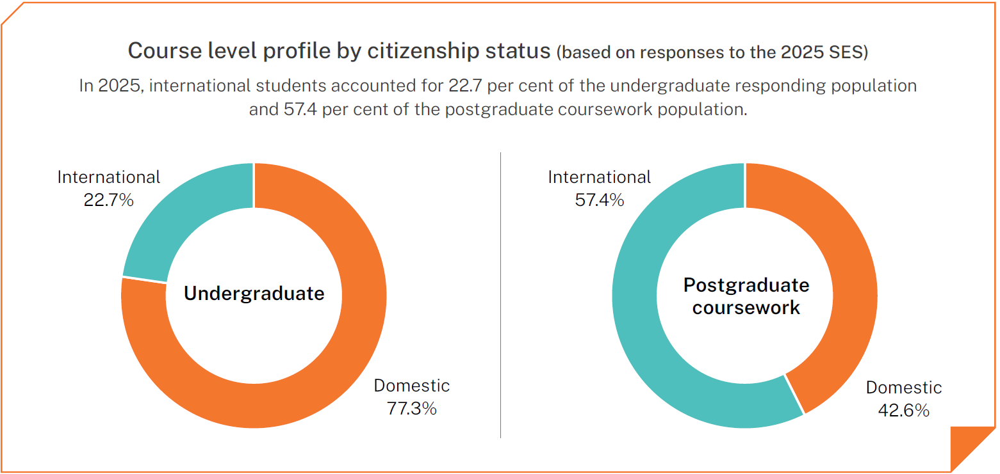 Course level profile by citizenship status (based on responses to the 2025 SES)
In 2025, international students accounted for 22.7 per cent of the undergraduate responding population
and 57.4 per cent of the postgraduate coursework population.
International
22.7%
Undergraduate
Domestic
77.3%
International
57.4%
Postgraduate
coursework
Domestic
42.6%